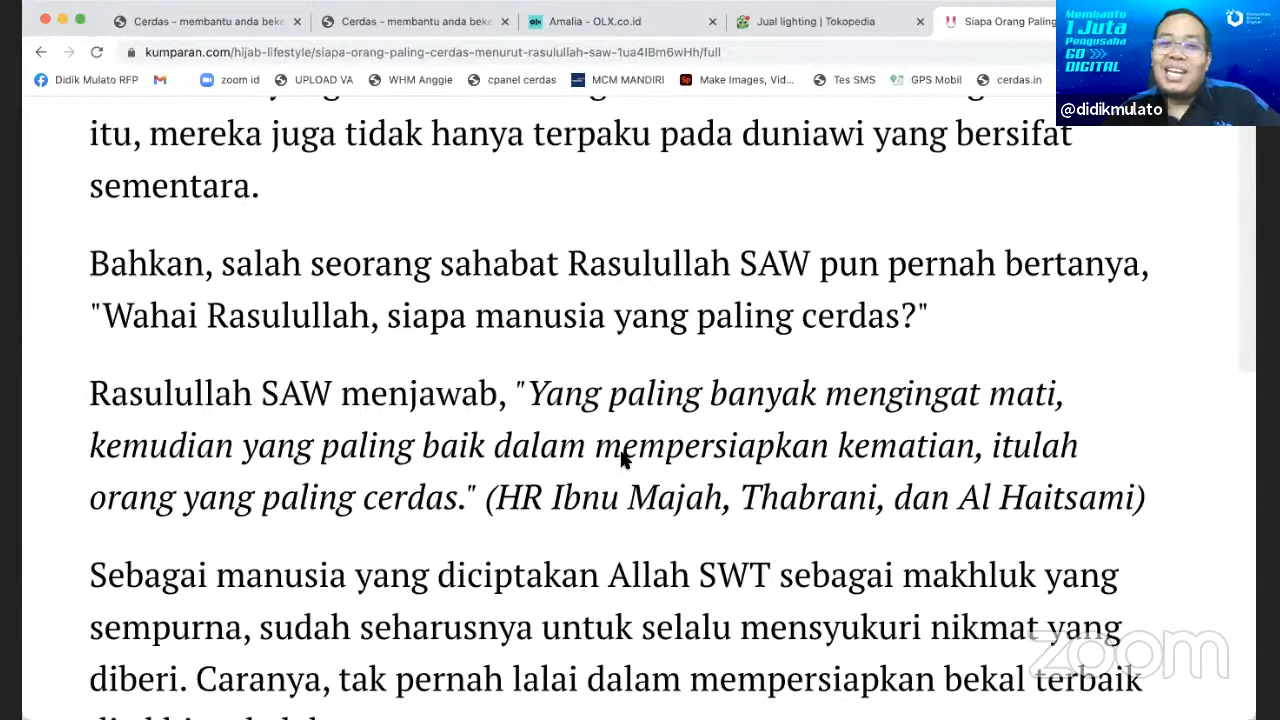 Cerdas – membantu anda beke
Cerdas – membantu anda beke
Amalia - OLX.co.id
Jual lighting | Tokopedia
Siapa Orang Paling
kumparan.com/hijab-lifestyle/siapa-orang-paling-cerdas-menurut-rasulullah-saw-1ua4IBm6wHh/full
Didik Mulato RFP
zoom id
UPLOAD VA
AHM Anggie
cpanel cerdas
MCM MANDIRI
Make Images, Vid...
Tes SMS
GPS Mobil
cerdas.in
Membantu
1 Juta
Pengusaha
GO >>>
DIGITAL
@didikmulato
itu, mereka juga tidak hanya terpaku pada duniawi yang bersifat
sementara.
Bahkan, salah seorang sahabat Rasulullah SAW pun pernah bertanya,
"Wahai Rasulullah, siapa manusia yang paling cerdas?"
Rasulullah SAW menjawab, "Yang paling banyak mengingat mati,
kemudian yang paling baik dalam mempersiapkan kematian, itulah
orang yang paling cerdas." (HR Ibnu Majah, Thabrani, dan Al Haitsami)
Sebagai manusia yang diciptakan Allah SWT sebagai makhluk yang
sempurna, sudah seharusnya untuk selalu mensyukuri nikmat yang
diberi. Caranya, tak pernah lalai dalam mempersiapkan bekal terbaik
zoom